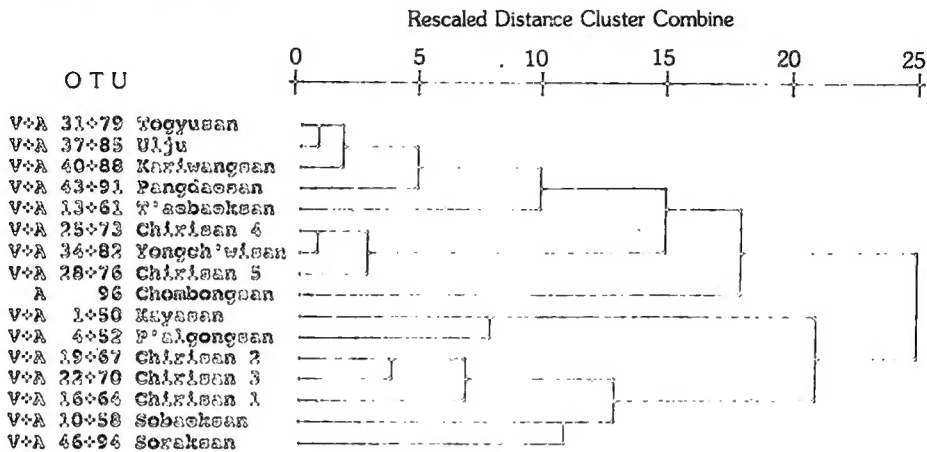 Rescaled Distance Cluster Combine
0 5 10 15 20 25
OTU
V+A 31+79 Togyusan
V+A 37+85 Ulju
V+A 40+88 Kariwangsan
V+A 43+91 Pangdaesan
V+A 13+61 T'aebaeksan
V+A 25+73 Chirisan 4
V+A 34+82 Yongch'wisan
V+A 28+76 Chirisan 5
A 96 Chombongsan
V+A 1+50 Kayasan
V+A 4+52 P'algongsan
V+A 19+67 Chirisan 2
V+A 22+70 Chirisan 3
V+A 16+64 Chirisan 1
V+A 10+58 Sobaeksan
V+A 46+94 Soraksan